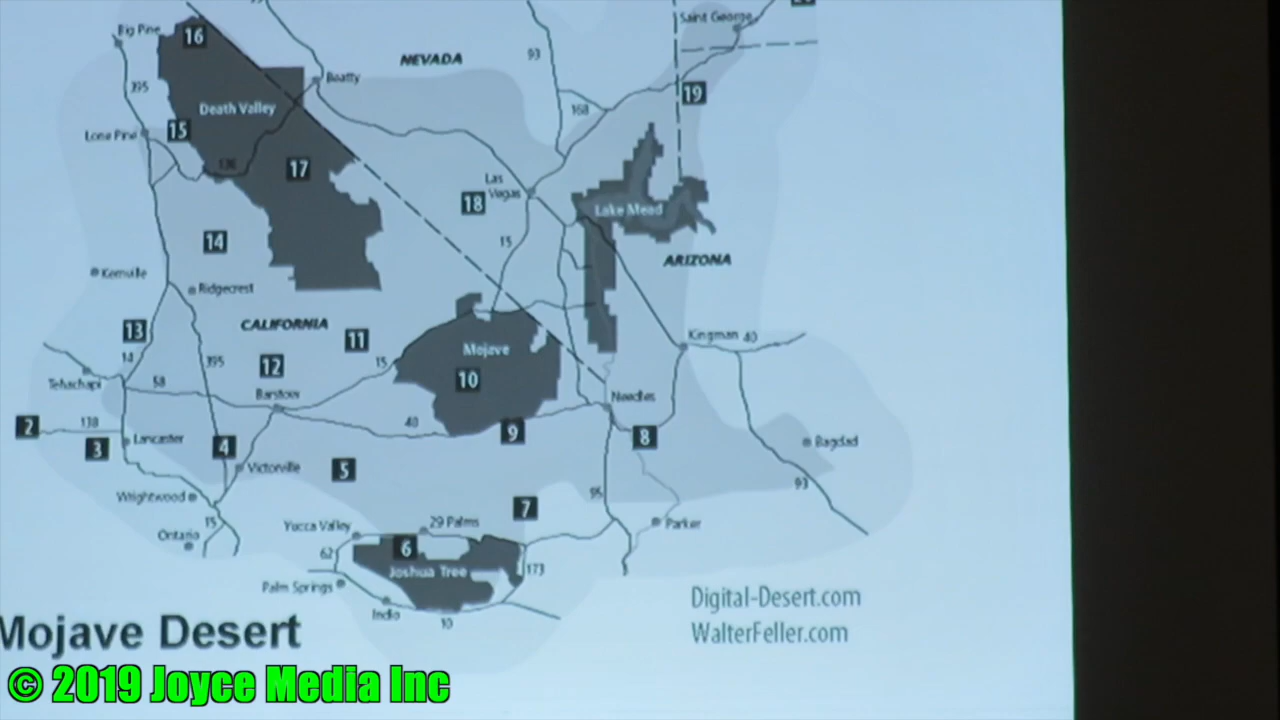 Saint George
Big Pine
16
NEVADA
93
Beatty
395
19
Death Valley
168
Lone Pine
15
136
17
Las
Vegas
18
Lake Mead
14
15
ARIZONA
Kernville
Ridgecrest
CALIFORNIA
13
11
Kingman
40
14
395
12
15
Mojave
10
Tehachapi
58
Barstow
Needles
2
138
40
9
8
3
Lancaster
4
Bagdad
Victorville
5
93
Wrightwood
95
7
15
Yucca Valley
29 Palms
Parker
Ontario
62
6
Joshua Tree
173
Palm Springs
Indio
10
Digital-Desert.com
WalterFeller.com
Mojave Desert
© 2019 Joyce Media Inc